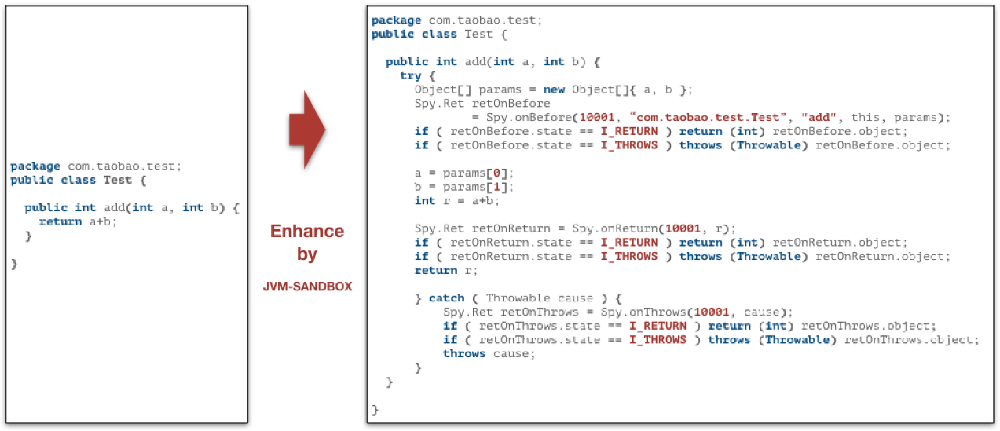 package com.taobao.test;
public class Test {
public int add(int a, int b) {
return a+b;
}
}
Enhance
by
JVM-SANDBOX
package com.taobao.test;
public class Test {
public int add(int a, int b) {
try {
Object[] params = new Object[]{ a, b };
Spy.Ret retOnBefore
= Spy.onBefore(10001, “com.taobao.test.Test”, "add", this, params);
if ( retOnBefore.state == I_RETURN ) return (int) retOnBefore.object;
if ( retOnBefore.state == I_THROWS ) throws (Throwable) retOnBefore.object;
a = params[0];
b = params[1];
int r = a+b;
Spy.Ret retOnReturn = Spy.onReturn(10001, r);
if ( retOnReturn.state == I_RETURN ) return (int) retOnReturn.object;
if ( retOnReturn.state == I_THROWS ) throws (Throwable) retOnReturn.object;
return r;
} catch ( Throwable cause ) {
Spy.Ret retOnThrows = Spy.onThrows(10001, cause);
if ( retOnThrows.state == I_RETURN ) return (int) retOnThrows.object;
if ( retOnThrows.state == I_THROWS ) throws (Throwable) retOnThrows.object;
throws cause;
}
}
}